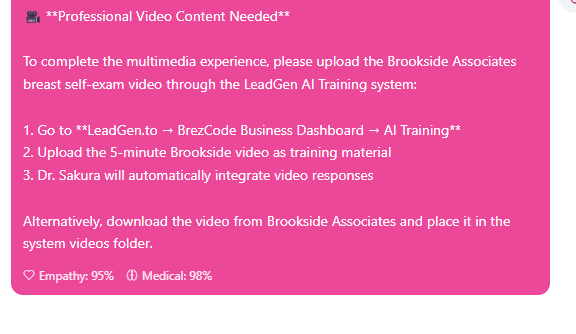 🎥 **Professional Video Content Needed**
To complete the multimedia experience, please upload the Brookside Associates
breast self-exam video through the LeadGen AI Training system:
1. Go to **LeadGen.to → BrezCode Business Dashboard → AI Training**
2. Upload the 5-minute Brookside video as training material
3. Dr. Sakura will automatically integrate video responses
Alternatively, download the video from Brookside Associates and place it in the
system videos folder.
Empathy: 95% Medical: 98%